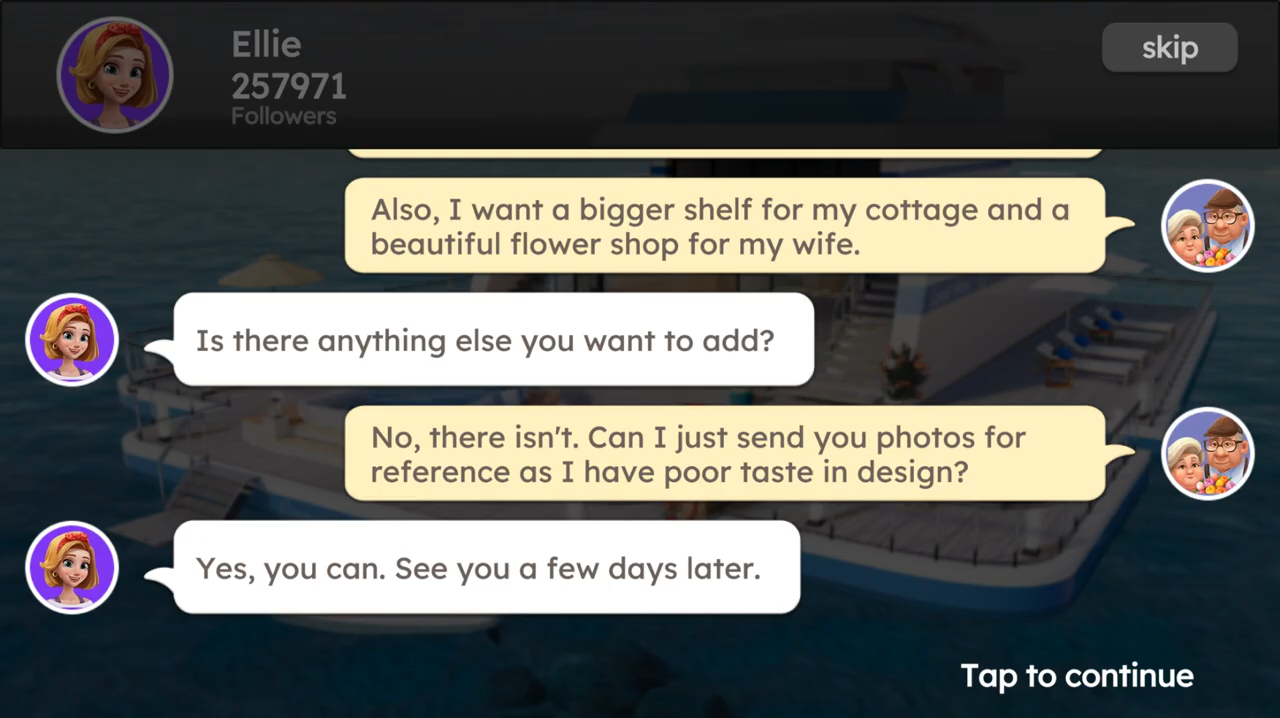 Ellie
257971
Followers
skip
Also, I want a bigger shelf for my cottage and a
beautiful flower shop for my wife.
Is there anything else you want to add?
No, there isn't. Can I just send you photos for
reference as I have poor taste in design?
Yes, you can. See you a few days later.
Tap to continue